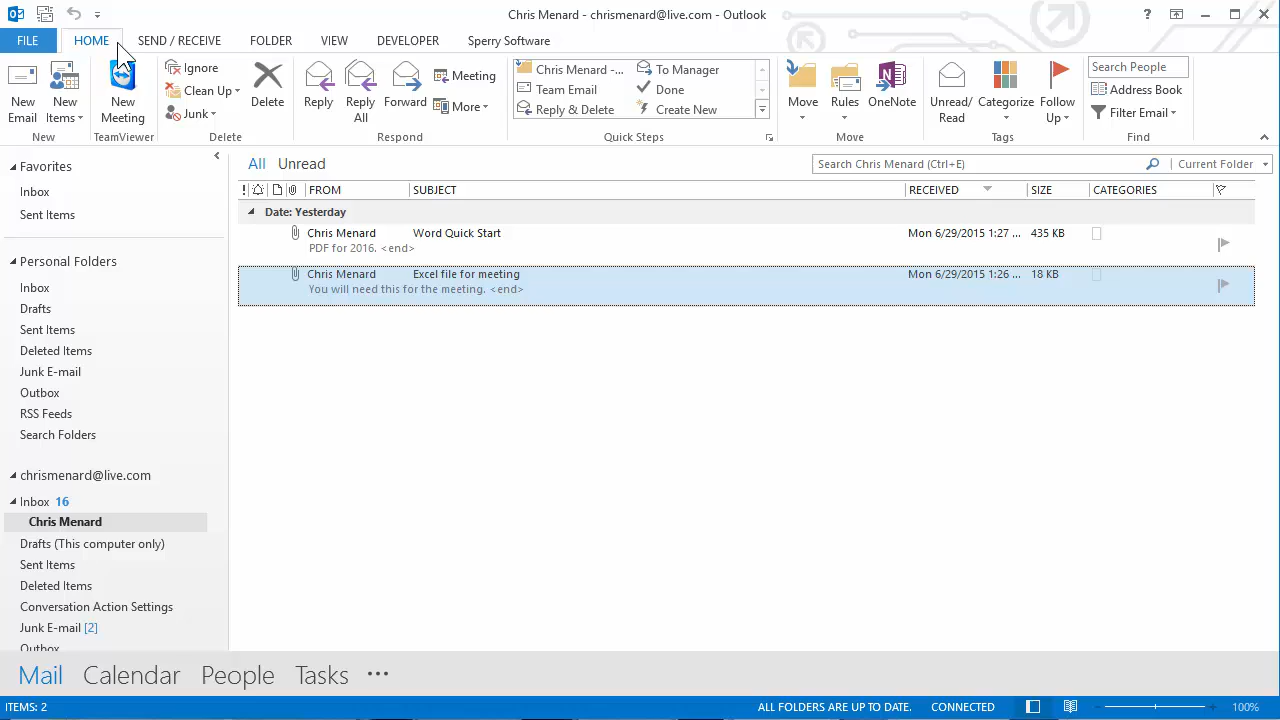 Chris Menard - chrismenard@live.com - Outlook
?
FILE HOME SEND / RECEIVE FOLDER VIEW DEVELOPER Sperry Software
New Email
New Items
New
New Meeting
TeamViewer
Ignore
Clean Up
Junk
Delete
Delete
Reply
Reply All
Forward
Meeting
More
Respond
Chris Menard -...
Team Email
Reply & Delete
To Manager
Done
Create New
Quick Steps
Move
Rules
OneNote
Move
Unread/ Read
Categorize
Follow Up
Tags
Search People
Address Book
Filter Email
Find
Favorites
Inbox
Sent Items
Personal Folders
Inbox
Drafts
Sent Items
Deleted Items
Junk E-mail
Outbox
RSS Feeds
Search Folders
chrismenard@live.com
Inbox 16
Chris Menard
Drafts (This computer only)
Sent Items
Deleted Items
Conversation Action Settings
Junk E-mail [2]
Outbox
All Unread
Search Chris Menard (Ctrl+E)
Current Folder
! FROM SUBJECT RECEIVED SIZE CATEGORIES
Date: Yesterday
Chris Menard Word Quick Start Mon 6/29/2015 1:27 ... 435 KB
PDF for 2016. <end>
Chris Menard Excel file for meeting Mon 6/29/2015 1:26 ... 18 KB
You will need this for the meeting. <end>
Mail Calendar People Tasks ...
ITEMS: 2 ALL FOLDERS ARE UP TO DATE. CONNECTED 100%